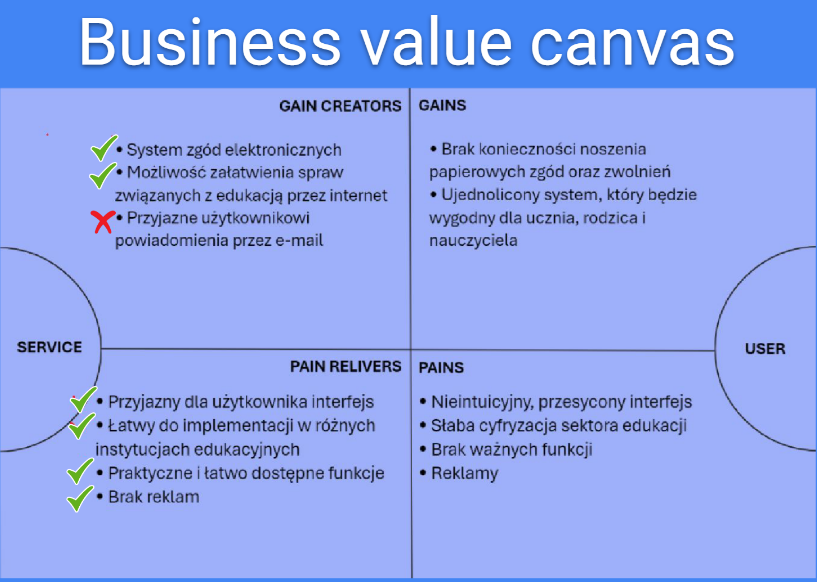 Business value canvas
GAIN CREATORS
• System zgód elektronicznych
• Możliwość załatwienia spraw
związanych z edukacją przez internet
• Przyjazne użytkownikowi
powiadomienia przez e-mail
GAINS
• Brak konieczności noszenia
papierowych zgód oraz zwolnień
• Ujednolicony system, który będzie
wygodny dla ucznia, rodzica i
nauczyciela
SERVICE
USER
PAIN RELIVERS
• Przyjazny dla użytkownika interfejs
• Łatwy do implementacji w różnych
instytucjach edukacyjnych
• Praktyczne i łatwo dostępne funkcje
• Brak reklam
PAINS
• Nieintuicyjny, przesycony interfejs
• Słaba cyfryzacja sektora edukacji
• Brak ważnych funkcji
• Reklamy